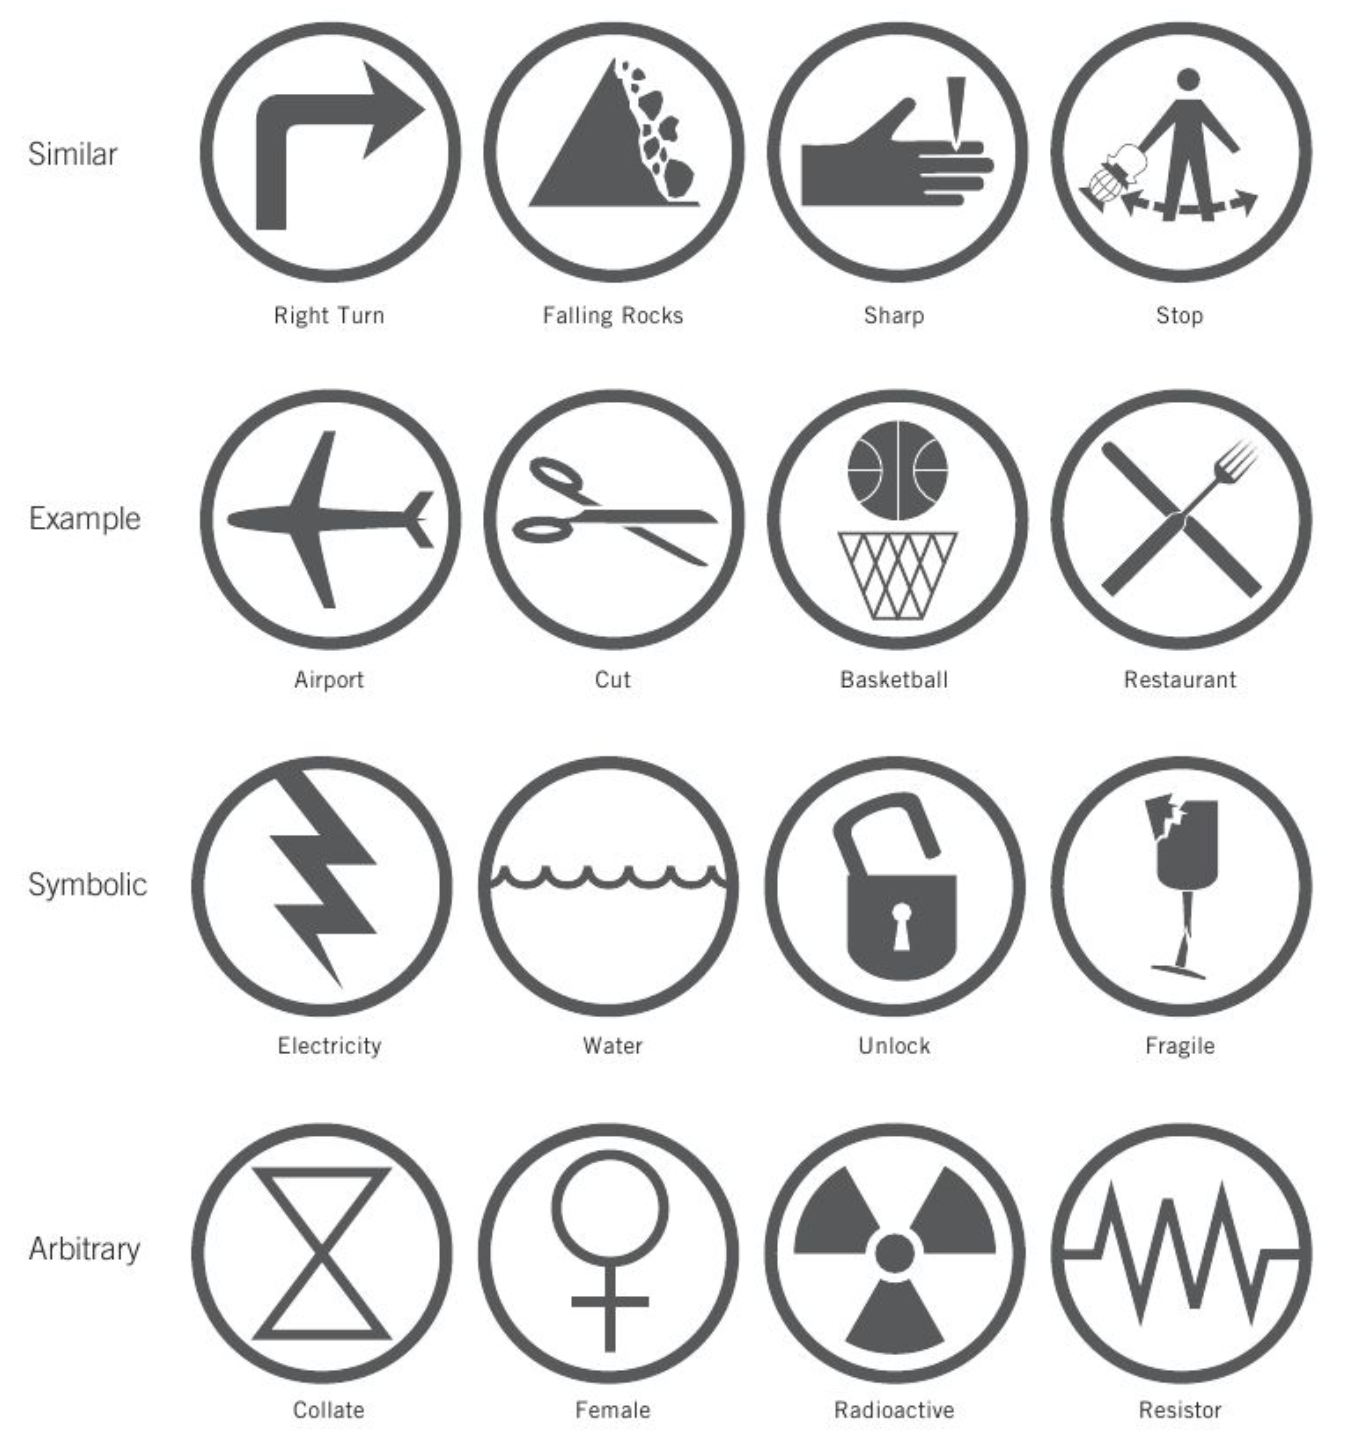 Similar
Right Turn
Falling Rocks
Sharp
Stop
Example
Airport
Cut
Basketball
Restaurant
Symbolic
Electricity
Water
Unlock
Fragile
Arbitrary
Collate
Female
Radioactive
Resistor